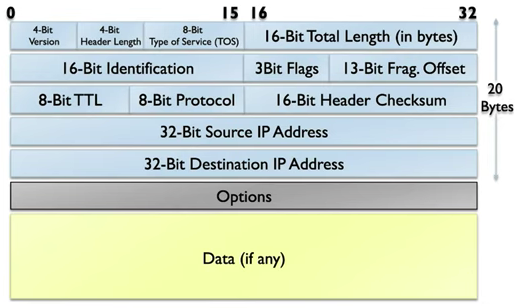 0 15 16 32
4-Bit Version 4-Bit Header Length 8-Bit Type of Service (TOS) 16-Bit Total Length (in bytes)
16-Bit Identification 3Bit Flags 13-Bit Frag. Offset
8-Bit TTL 8-Bit Protocol 16-Bit Header Checksum
20 Bytes
32-Bit Source IP Address
32-Bit Destination IP Address
Options
Data (if any)